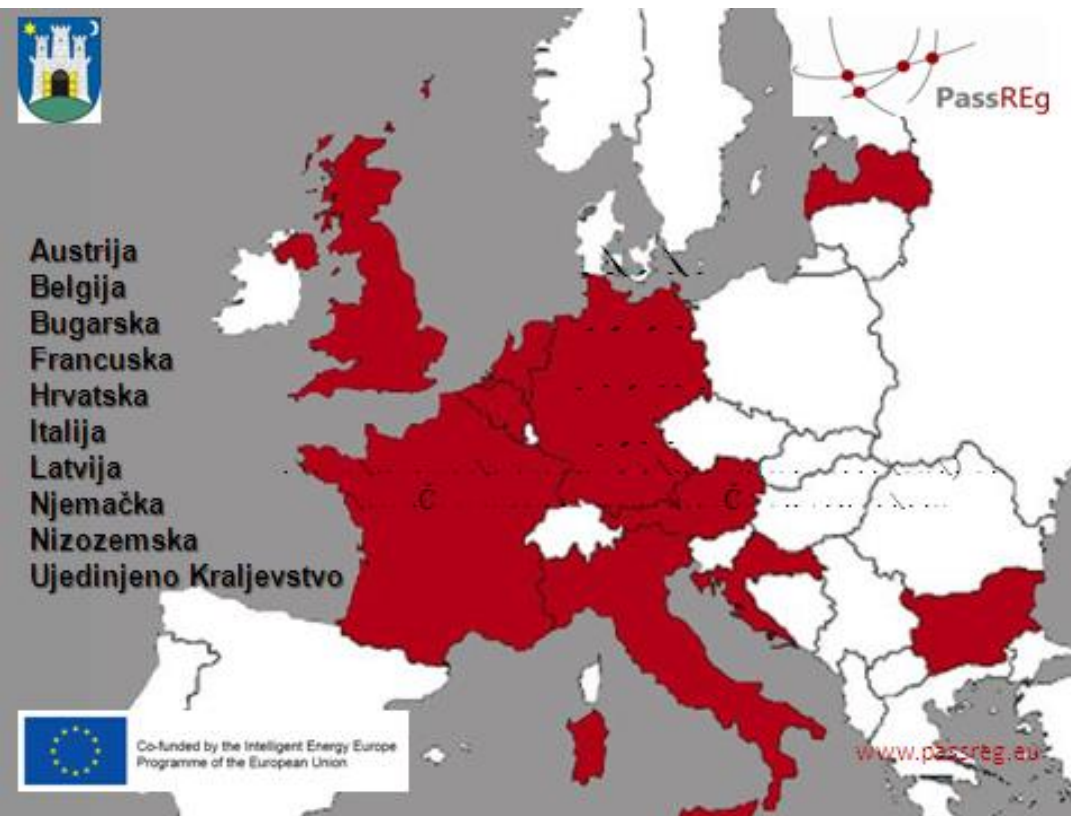 PassREg
Austrija
Belgija
Bugarska
Francuska
Hrvatska
Italija
Latvija
Njemačka
Nizozemska
Ujedinjeno Kraljevstvo
Č
Č
Co-funded by the Intelligent Energy Europe
Programme of the European Union
www.passreg.eu